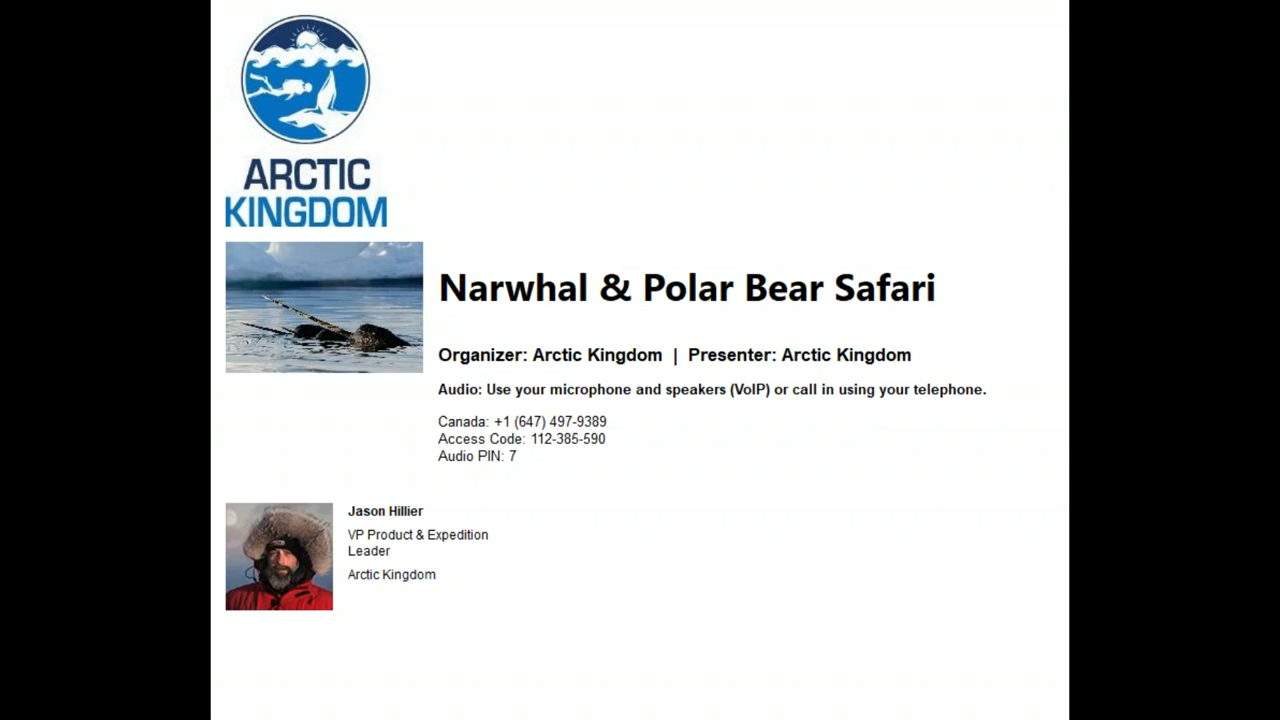 ARCTIC
KINGDOM
Narwhal & Polar Bear Safari
Organizer: Arctic Kingdom | Presenter: Arctic Kingdom
Audio: Use your microphone and speakers (VoIP) or call in using your telephone.
Canada: +1 (647) 497-9389
Access Code: 112-385-590
Audio PIN: 7
Jason Hillier
VP Product & Expedition
Leader
Arctic Kingdom